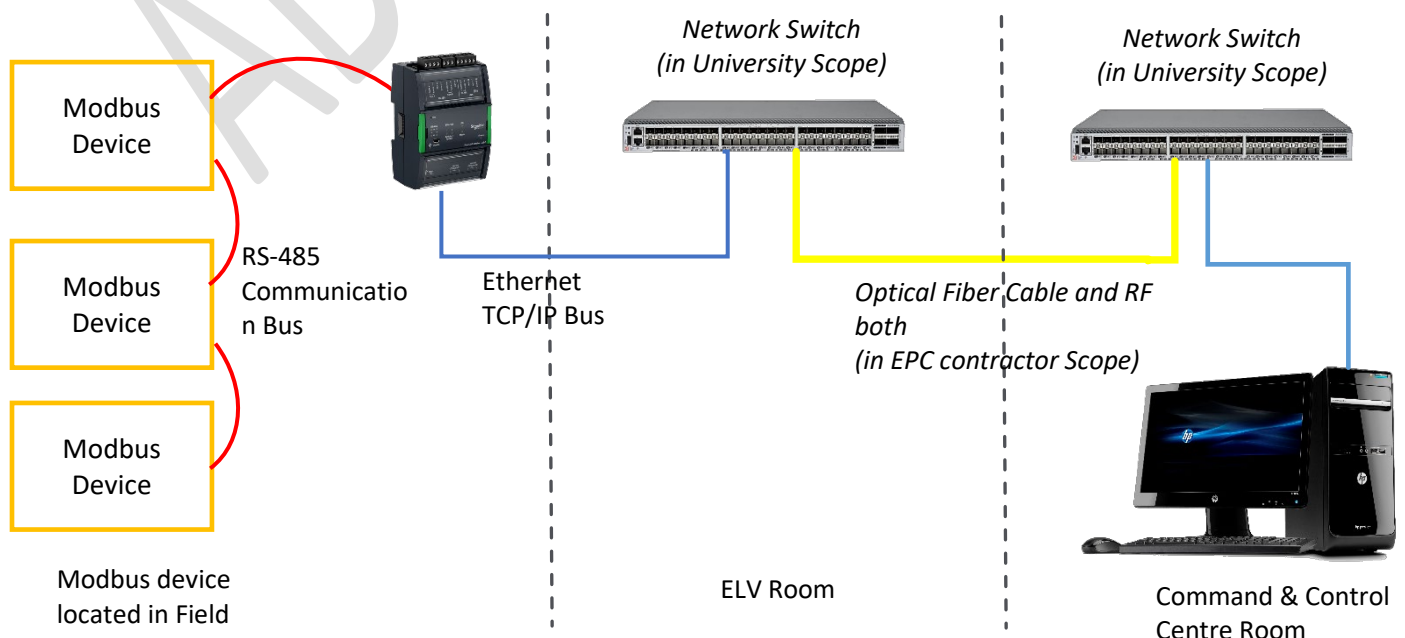 Network Switch
(in University Scope)
Network Switch
(in University Scope)
Modbus
Device
RS-485
Communicatio
n Bus
Modbus
Device
Ethernet
TCP/IP Bus
Optical Fiber Cable and RF
both
(in EPC contractor Scope)
Modbus
Device
hp
Modbus device
located in Field
ELV Room
Command & Control
Centre Room